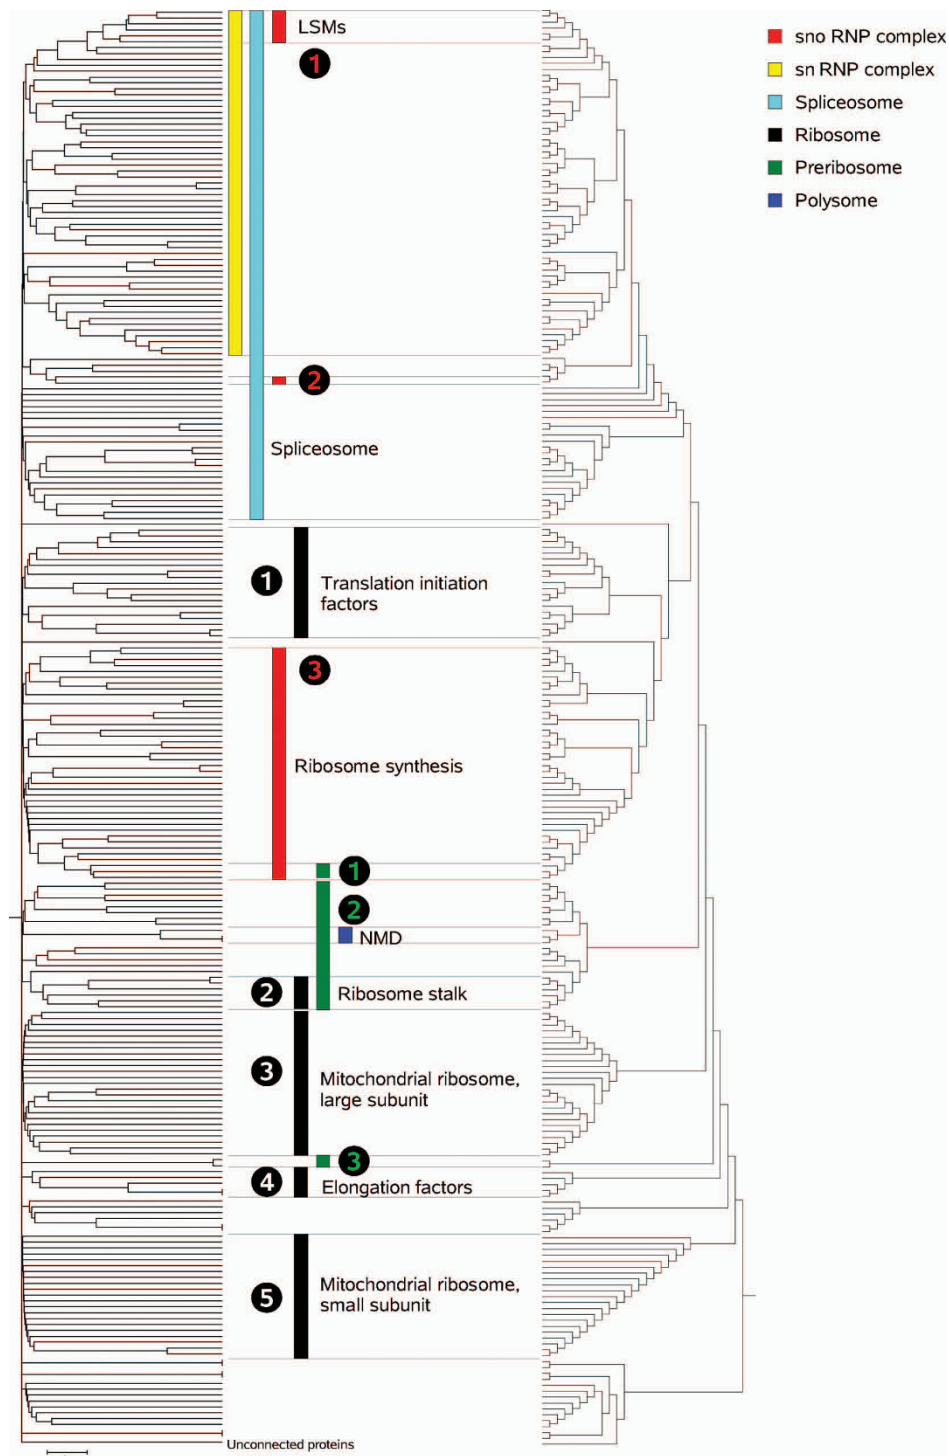 LSMs
1
sno RNP complex
sn RNP complex
Spliceosome
Ribosome
Preribosome
Polysome
2
Spliceosome
1
Translation initiation
factors
3
Ribosome synthesis
1
2
NMD
2
Ribosome stalk
3
Mitochondrial ribosome,
large subunit
3
4
Elongation factors
5
Mitochondrial ribosome,
small subunit
Unconnected proteins